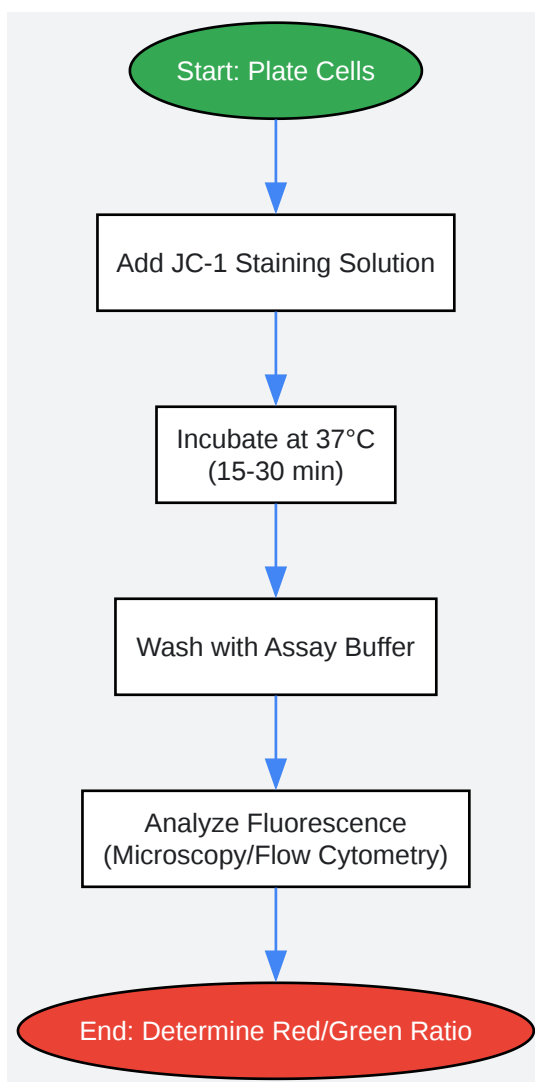 Start: Plate Cells
Add JC-1 Staining Solution
Incubate at 37°C
(15-30 min)
Wash with Assay Buffer
Analyze Fluorescence
(Microscopy/Flow Cytometry)
End: Determine Red/Green Ratio